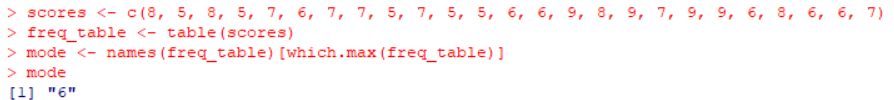 > scores <- c(8, 5, 8, 5, 7, 6, 7, 7, 5, 7, 5, 5, 6, 6, 9, 8, 9, 7, 9, 9, 6, 8, 6, 6, 7)
> freq_table <- table(scores)
> mode <- names(freq_table)[which.max(freq_table)]
> mode
[1] "6"